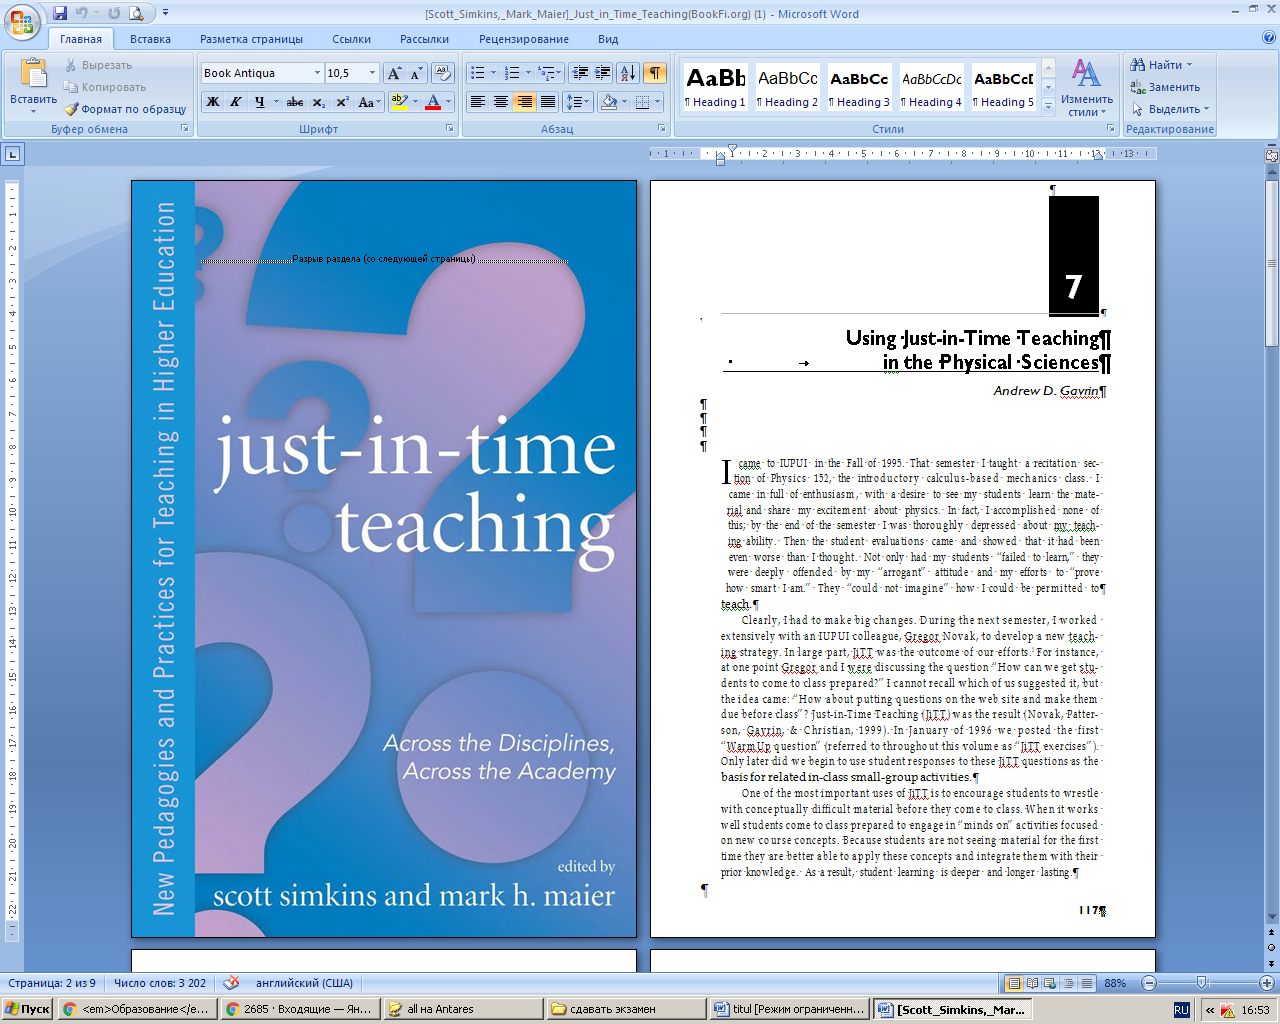 [Scott_Simkins,_Mark_Maier]_Just_in_Time_Teaching(BookFi.org) (1) - Microsoft Word
Главная Вставка Разметка страницы Ссылки Рассылки Рецензирование Вид
Вставить
Вырезать
Копировать
Формат по образцу
Буфер обмена
Book Antiqua 10,5
Ж К Ч abc x₂ x² Aa
Шрифт
Абзац
AaBb AaBbCc AaBbCc AaBbCcDc AaBbCcI
¶ Heading 1 ¶ Heading 2 ¶ Heading 3 ¶ Heading 4 ¶ Heading 5
Изменить стили
Стили
Найти
Заменить
Выделить
Редактирование
New Pedagogies and Practices for Teaching in Higher Education
Разрыв раздела (со следующей страницы)
just-in-time
teaching
Across the Disciplines,
Across the Academy
edited by
scott simkins and mark h. maier
7
Using Just-in-Time Teaching¶
in the Physical Sciences¶
Andrew D. Gavrin¶
I came to IUPUI in the Fall of 1995. That semester I taught a recitation sec-
tion of Physics 152, the introductory calculus-based mechanics class. I
came in full of enthusiasm, with a desire to see my students learn the mate-
rial and share my excitement about physics. In fact, I accomplished none of
this; by the end of the semester I was thoroughly depressed about my teach-
ing ability. Then the student evaluations came and showed that it had been
even worse than I thought. Not only had my students “failed to learn,” they
were deeply offended by my “arrogant” attitude and my efforts to “prove
how smart I am.” They “could not imagine” how I could be permitted to¶
teach.¶
Clearly, I had to make big changes. During the next semester, I worked
extensively with an IUPUI colleague, Gregor Novak, to develop a new teach-
ing strategy. In large part, JiTT was the outcome of our efforts.¹ For instance,
at one point Gregor and I were discussing the question “How can we get stu-
dents to come to class prepared?” I cannot recall which of us suggested it, but
the idea came: “How about putting questions on the web site and make them
due before class”? Just-in-Time Teaching (JiTT) was the result (Novak, Patter-
son, Gavrin, & Christian, 1999). In January of 1996 we posted the first
“WarmUp question” (referred to throughout this volume as “JiTT exercises”).
Only later did we begin to use student responses to these JiTT questions as the
basis for related in-class small-group activities.¶
One of the most important uses of JiTT is to encourage students to wrestle
with conceptually difficult material before they come to class. When it works
well students come to class prepared to engage in “minds on” activities focused
on new course concepts. Because students are not seeing material for the first
time they are better able to apply these concepts and integrate them with their
prior knowledge. As a result, student learning is deeper and longer lasting.¶
117¶
Страница: 2 из 9 Число слов: 3 202 английский (США) 88%
Пуск <em>Образование</e... 2685 · Входящие — Ян... all на Antares сдавать экзамен titul [Режим ограниченн... [Scott_Simkins,_Mar... RU 16:53